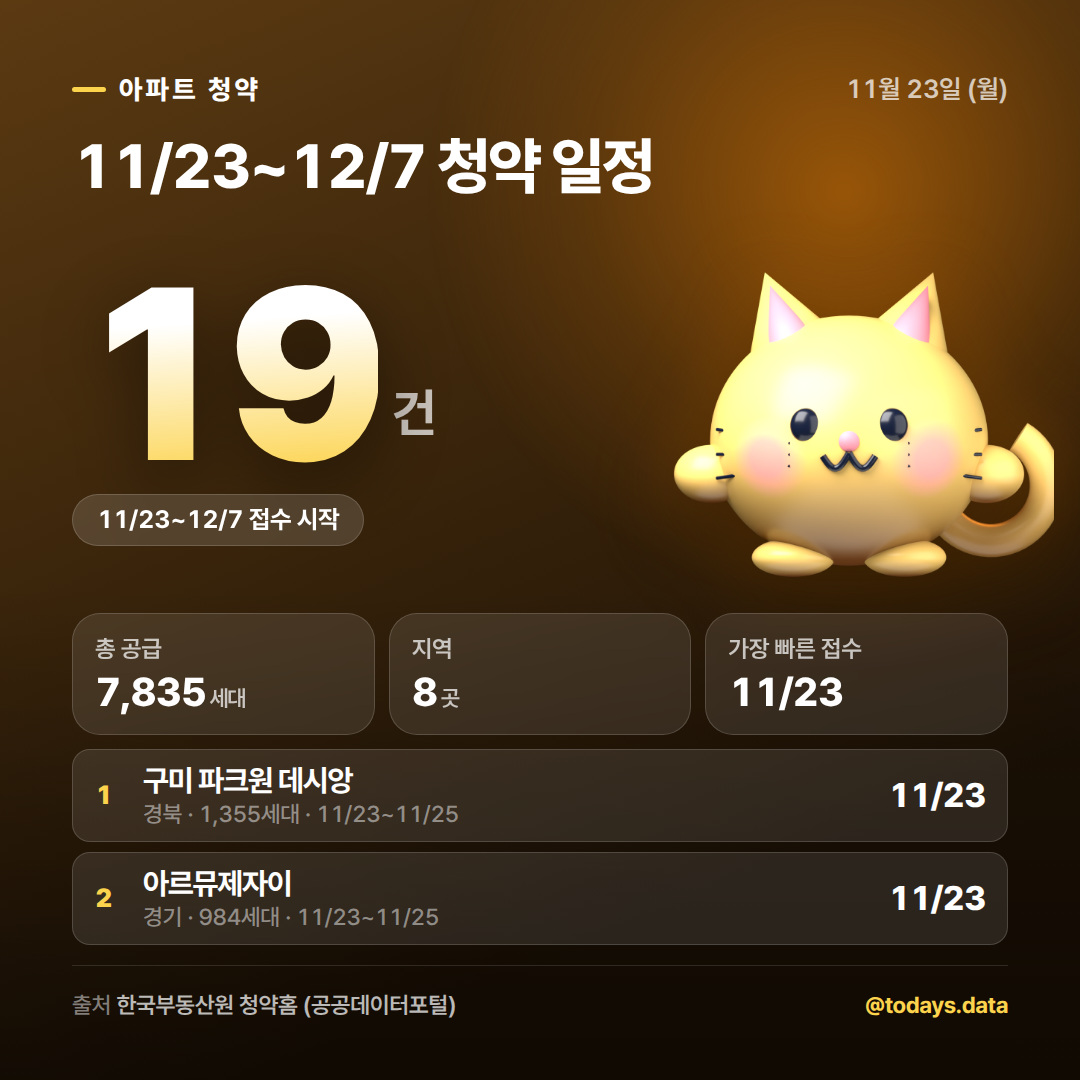 아파트 청약
11월 23일 (월)
11/23~12/7 청약 일정
19건
11/23~12/7 접수 시작
총 공급
7,835세대
지역
8곳
가장 빠른 접수
11/23
1
구미 파크원 데시앙
경북 · 1,355세대 · 11/23~11/25
11/23
2
아르뮤제자이
경기 · 984세대 · 11/23~11/25
11/23
출처 한국부동산원 청약홈 (공공데이터포털)
@todays.data